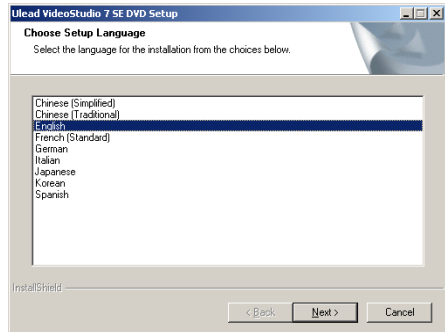 Ulead VideoStudio 7 SE DVD Setup
Choose Setup Language
Select the language for the installation from the choices below.
Chinese (Simplified)
Chinese (Traditional)
English
French (Standard)
German
Italian
Japanese
Korean
Spanish
InstallShield
< Back Next > Cancel